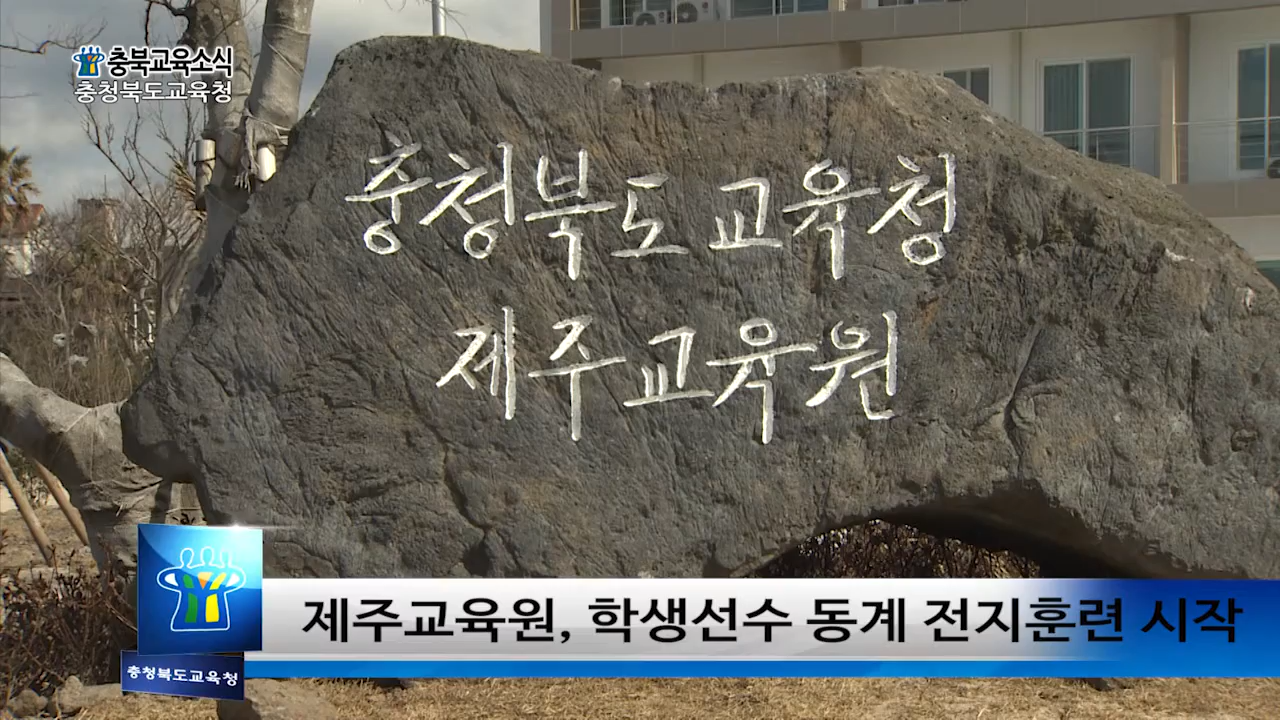 충북교육소식
충청북도교육청
충청북도 교육청
제주교육원
제주교육원, 학생선수 동계 전지훈련 시작
충청북도교육청